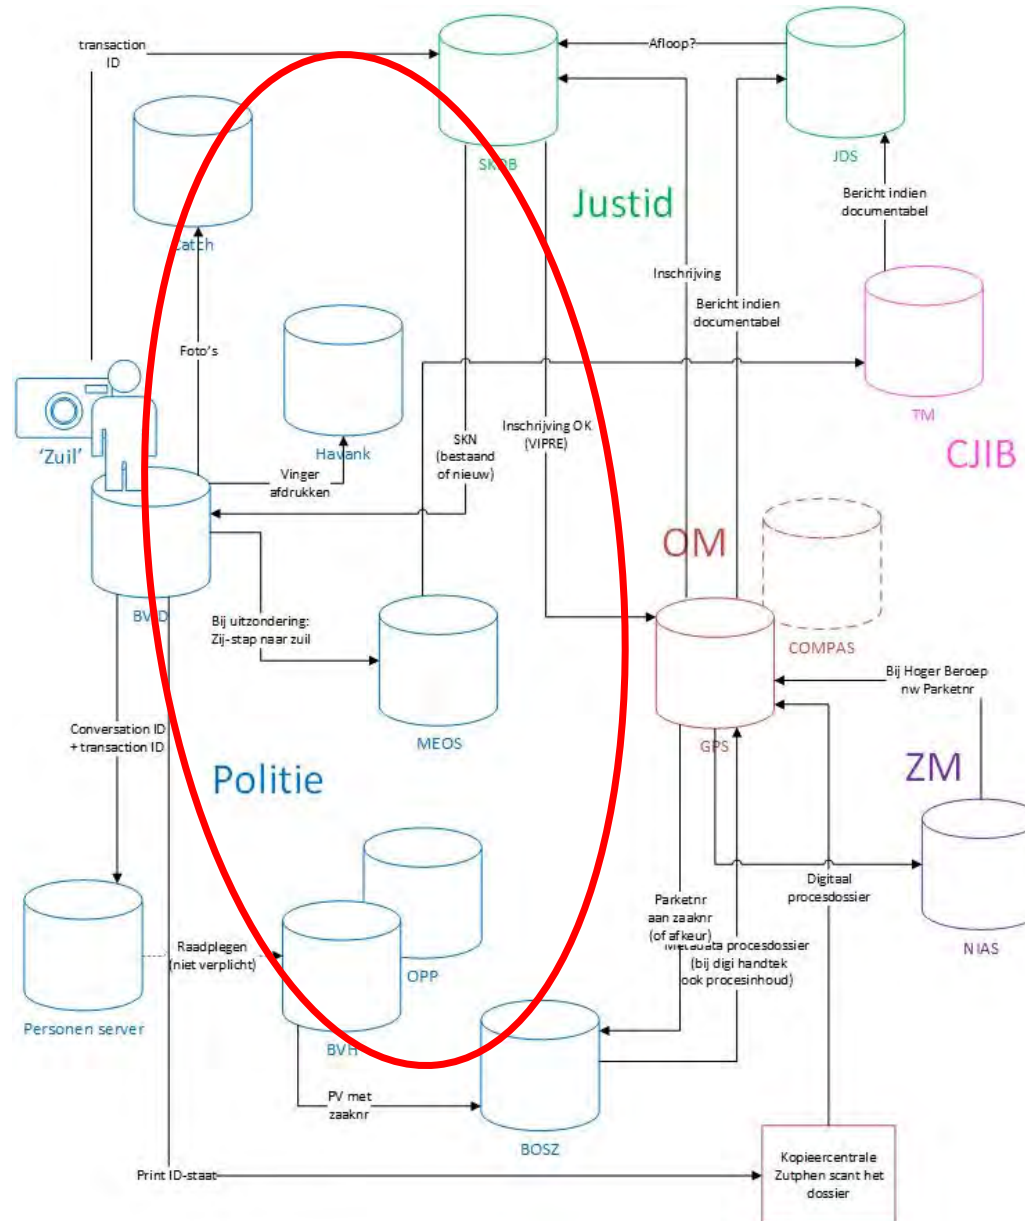 transaction
ID
Afloop?
SKDB
JDS
Catch
Justid
Bericht indien
documentabel
Inschrijving
Bericht indien
documentabel
Foto's
TM
'Zuil'
Havank
Vinger
afdrukken
SKN
(bestaand
of nieuw)
Inschrijving OK
(VIPRE)
CJIB
OM
BVID
Bij uitzondering:
Zij-stap naar zuil
COMPAS
Bij Hoger Beroep
nw Parketnr
MEOS
GPS
Conversation ID
+ transaction ID
Politie
ZM
Digitaal
procesdossier
Parketnr
aan zaaknr
(of afkeur)
Metadata procesdossier
(bij digi handtek
ook procesinhoud)
NIAS
Raadplegen
(niet verplicht)
OPP
Personen server
BVH
PV met
zaaknr
BOSZ
Print ID-staat
Kopieercentrale
Zutphen scant het
dossier